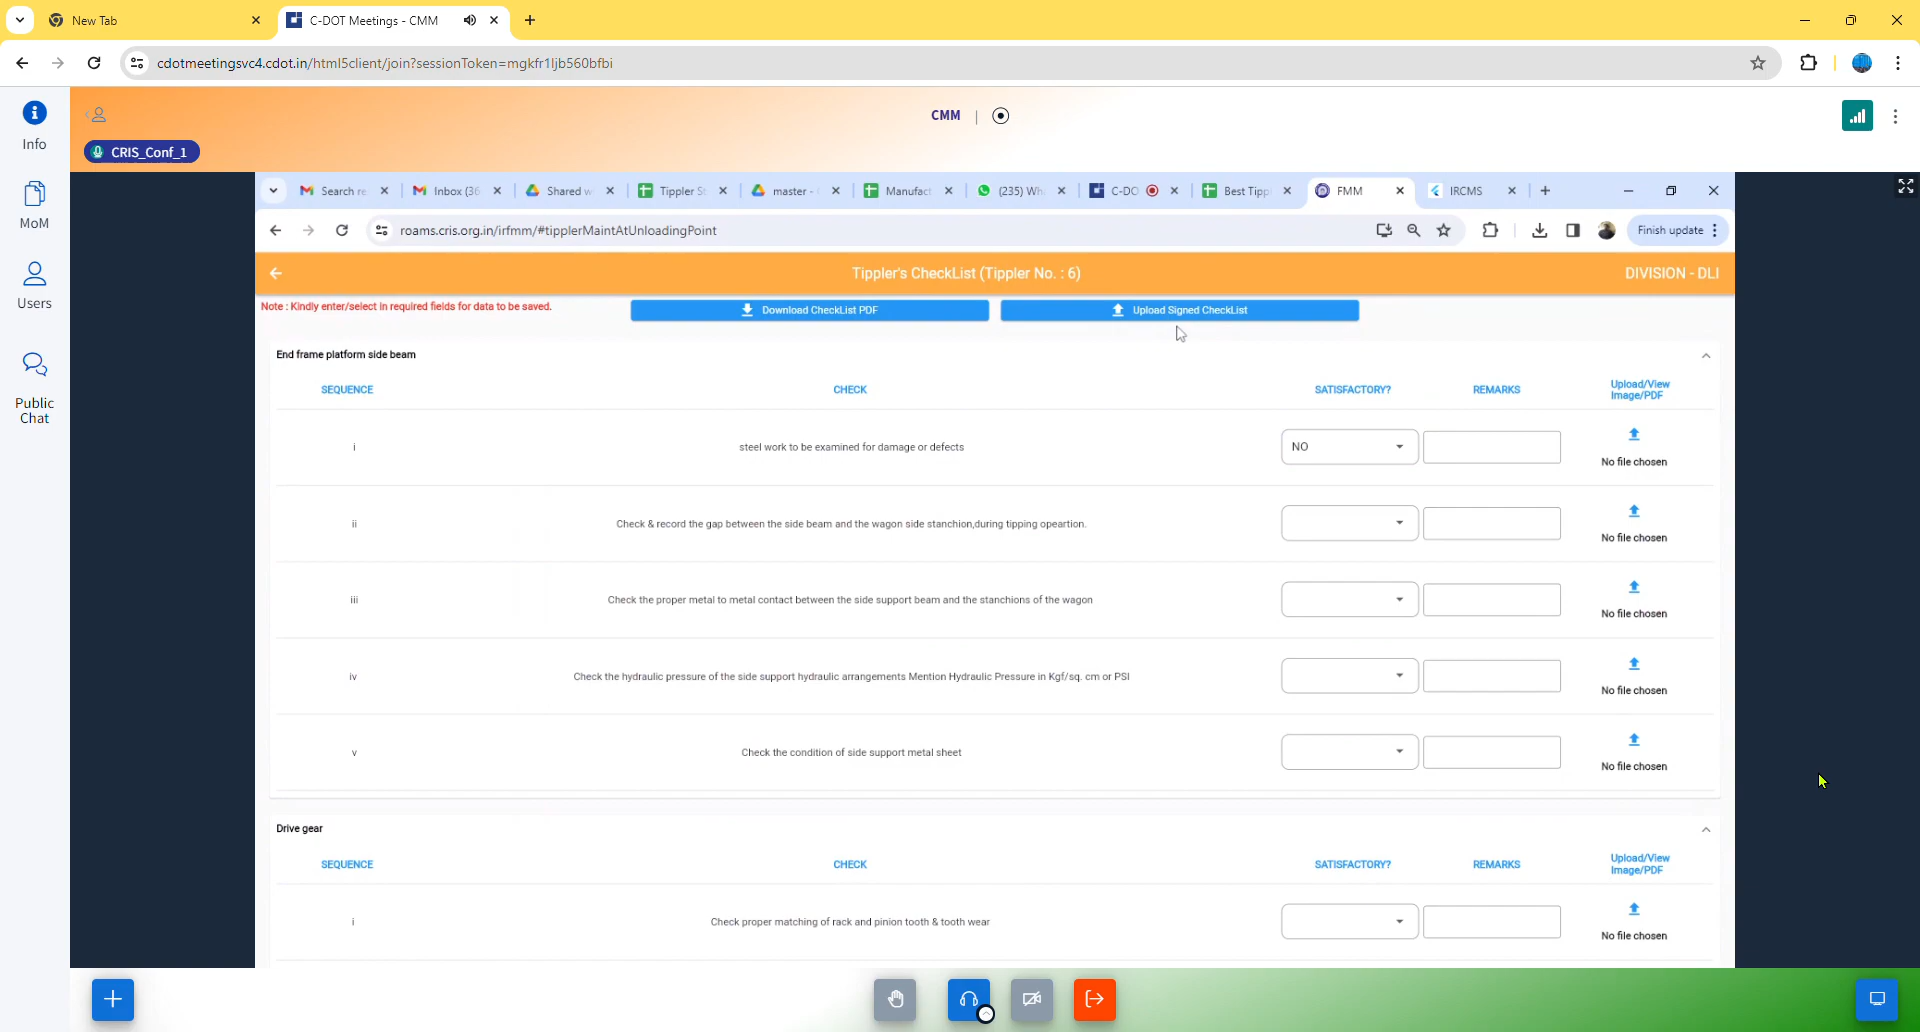 New Tab
C-DOT Meetings - CMM
cdotmeetingsvc4.cdot.in/html5client/join?sessionToken=mgkfr1ljb560bfbi
Info
MoM
Users
Public
Chat
CMM
CRIS_Conf_1
Search re
Inbox (36
Shared w
Tippler S
master -
Manufact
(235) Wh
C-DO
Best Tipp
FMM
IRCMS
roams.cris.org.in/irfmm/#tipplerMaintAtUnloadingPoint
Finish update
Tippler's CheckList (Tippler No. : 6)
DIVISION - DLI
Note : Kindly enter/select in required fields for data to be saved.
Download CheckList PDF
Upload Signed CheckList
End frame platform side beam
SEQUENCE CHECK SATISFACTORY? REMARKS Upload/View
Image/PDF
i steel work to be examined for damage or defects NO
No file chosen
ii Check & record the gap between the side beam and the wagon side stanchion,during tipping opeartion.
No file chosen
iii Check the proper metal to metal contact between the side support beam and the stanchions of the wagon
No file chosen
iv Check the hydraulic pressure of the side support hydraulic arrangements Mention Hydraulic Pressure in Kgf/sq. cm or PSI
No file chosen
v Check the condition of side support metal sheet
No file chosen
Drive gear
SEQUENCE CHECK SATISFACTORY? REMARKS Upload/View
Image/PDF
i Check proper matching of rack and pinion tooth & tooth wear
No file chosen